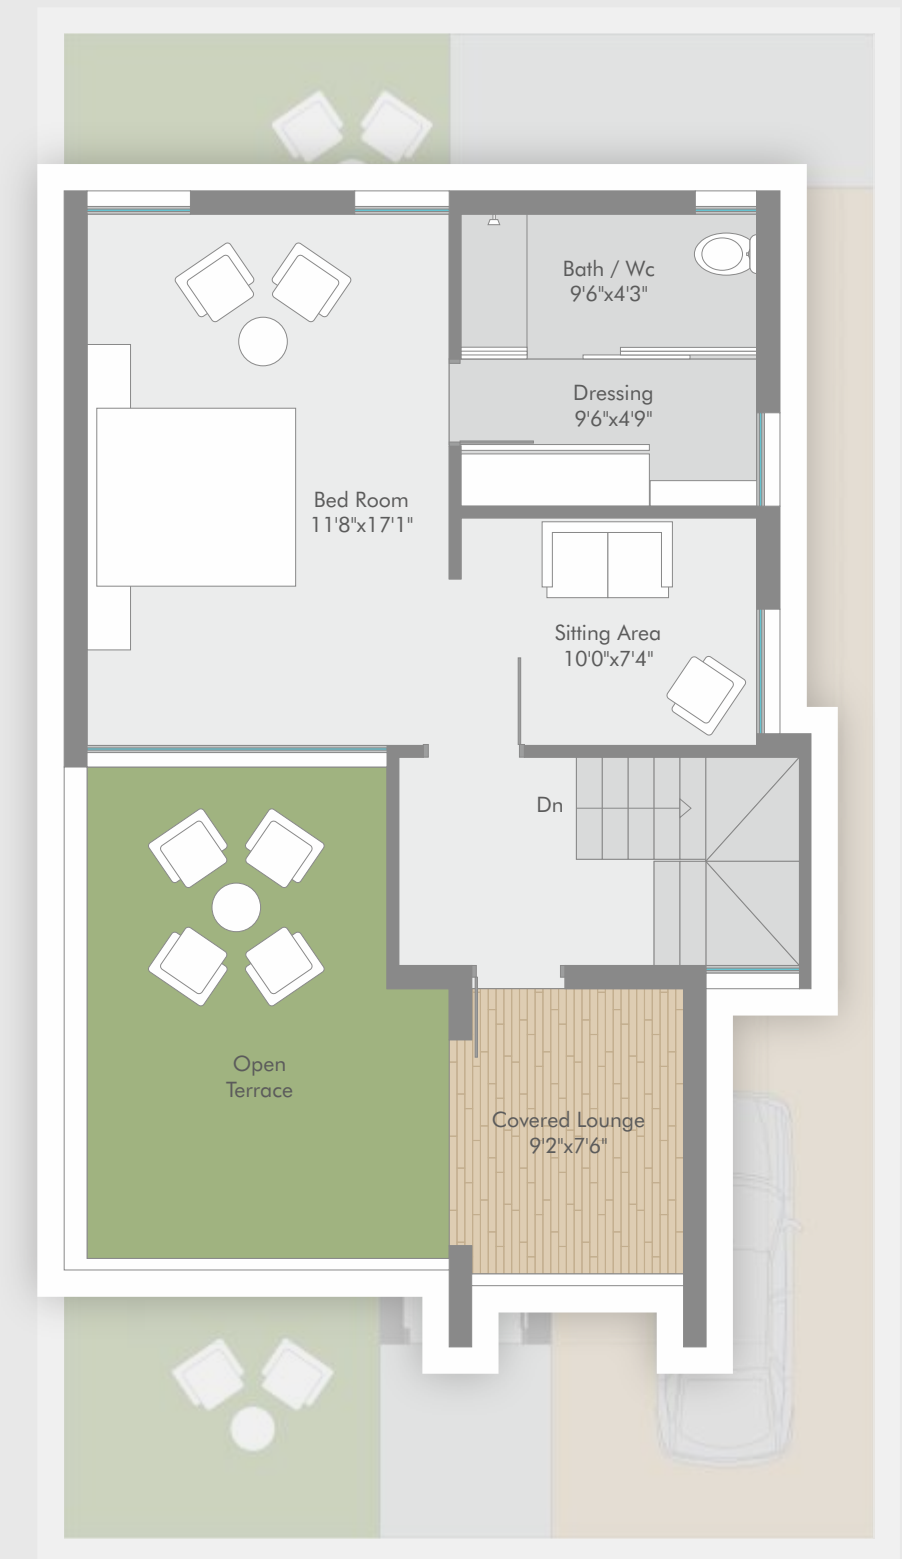 Bath / Wc
9'6"x4'3"
Dressing
9'6"x4'9"
Bed Room
11'8"x17'1"
Sitting Area
10'0"x7'4"
Dn
Open
Terrace
Covered Lounge
9'2"x7'6"